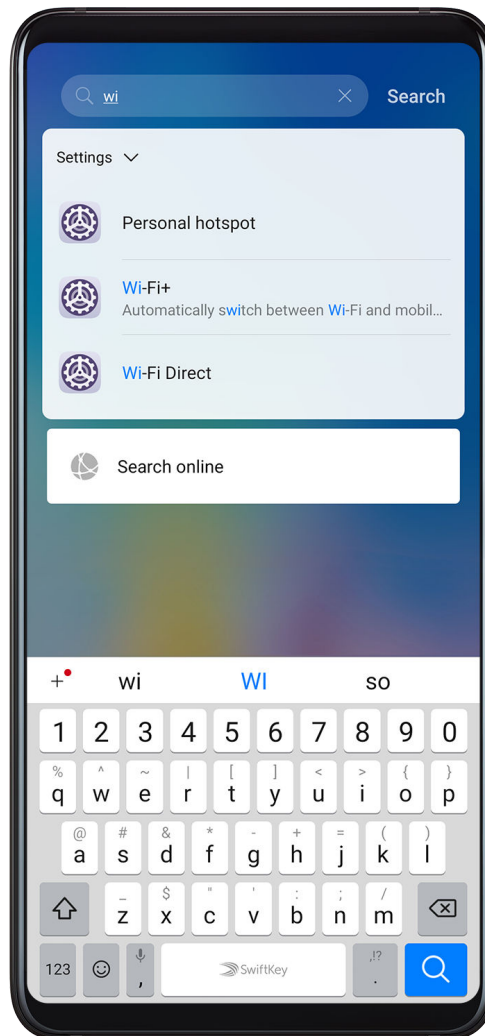 wi
Search
Settings
Personal hotspot
Wi-Fi+
Automatically switch between Wi-Fi and mobil...
Wi-Fi Direct
Search online
+ wi WI so
1 2 3 4 5 6 7 8 9 0
% ^ ~ | [ ] < > { }
q w e r t y u i o p
@ # & * - + = ( )
a s d f g h j k l
_ $ " ' : ; /
z x c v b n m
,!?
123 , SwiftKey .